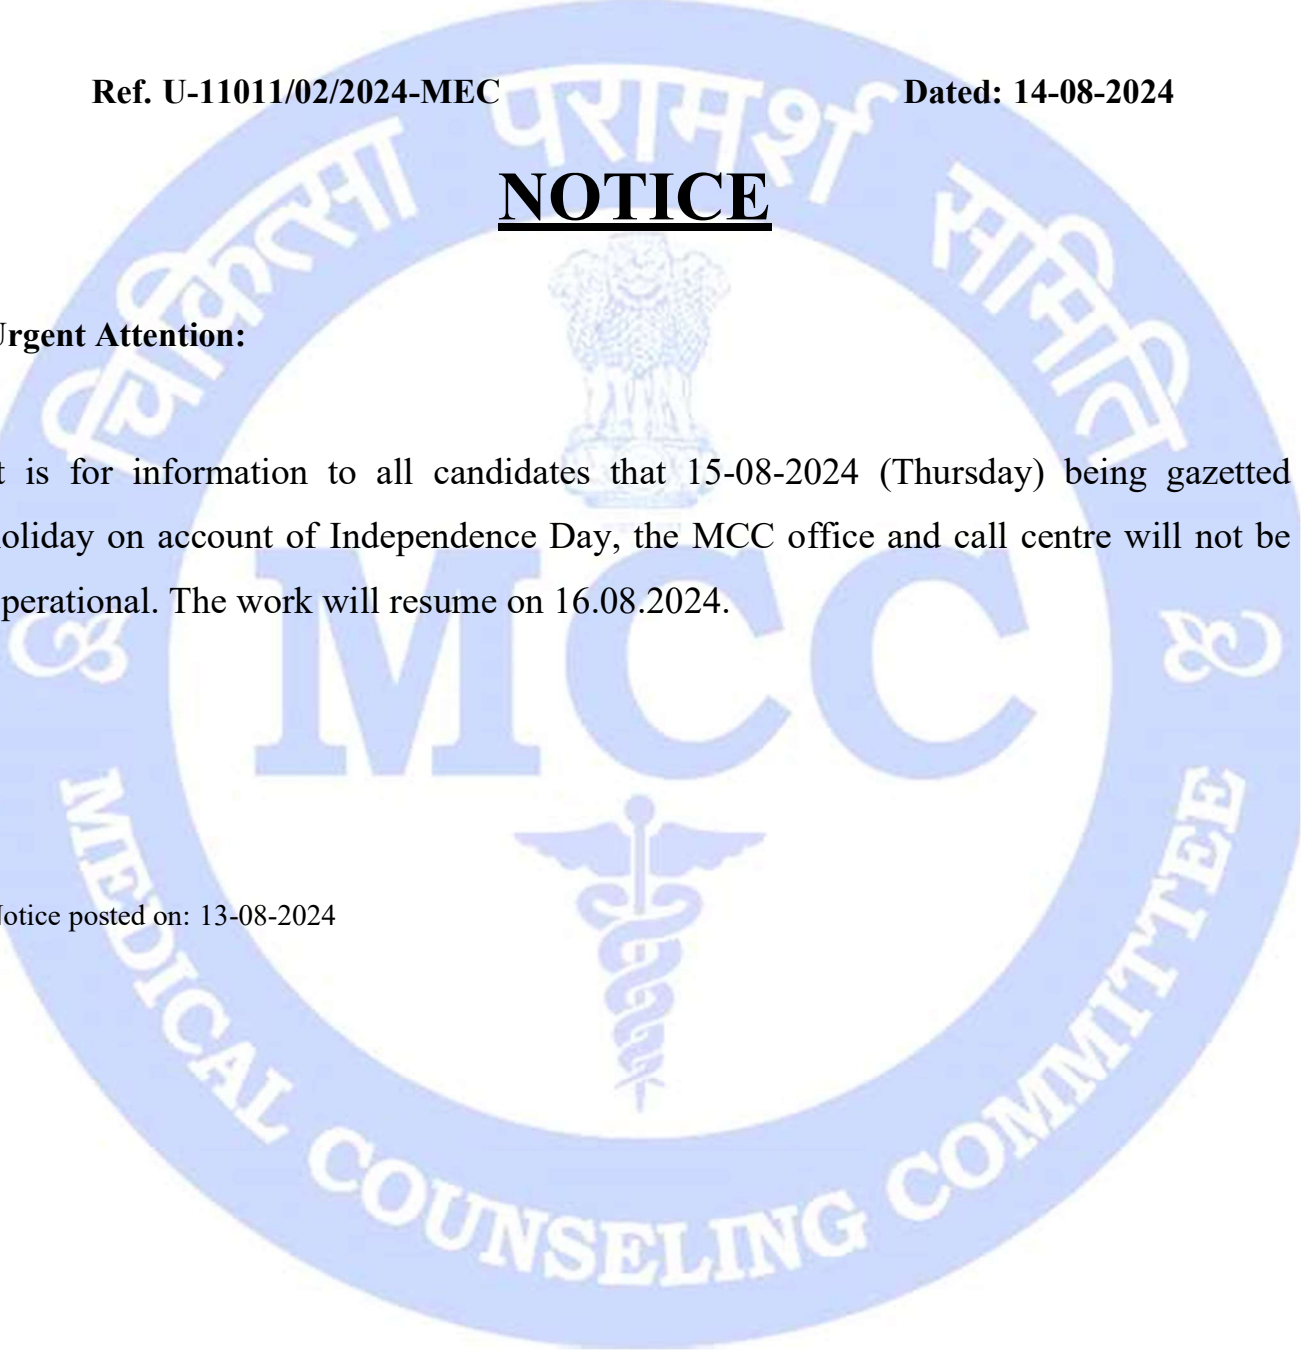 Ref. U-11011/02/2024-MEC Dated: 14-08-2024
NOTICE
Urgent Attention:
t is for information to all candidates that 15-08-2024 (Thursday) being gazetted
holiday on account of Independence Day, the MCC office and call centre will not be
perational. The work will resume on 16.08.2024.
Notice posted on: 13-08-2024
चिकित्सा परामर्श समिति
MCC
MEDICAL COUNSELING COMMITTEE